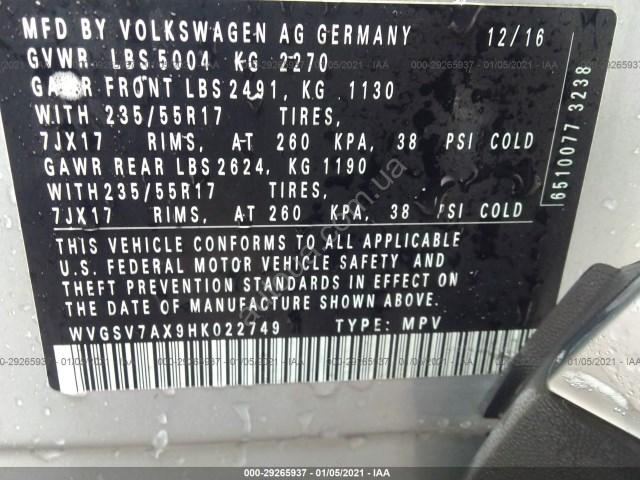 MFD BY VOLKSWAGEN AG GERMANY 12/16
GVWR LBS 5004 KG 2270
GAWR FRONT LBS 2491, KG 1130
WITH 235/55R17 TIRES,
7JX17 RIMS, AT 260 KPA, 38 PSI COLD
GAWR REAR LBS 2624, KG 1190
WITH 235/55R17 TIRES,
7JX17 RIMS, AT 260 KPA, 38 PSI COLD
THIS VEHICLE CONFORMS TO ALL APPLICABLE
U.S. FEDERAL MOTOR VEHICLE SAFETY AND
THEFT PREVENTION STANDARDS IN EFFECT ON
THE DATE OF MANUFACTURE SHOWN ABOVE.
WVGSV7AX9HK022749 TYPE: MPV
6510077 3238
000-29265937 - 01/05/2021 - IAA